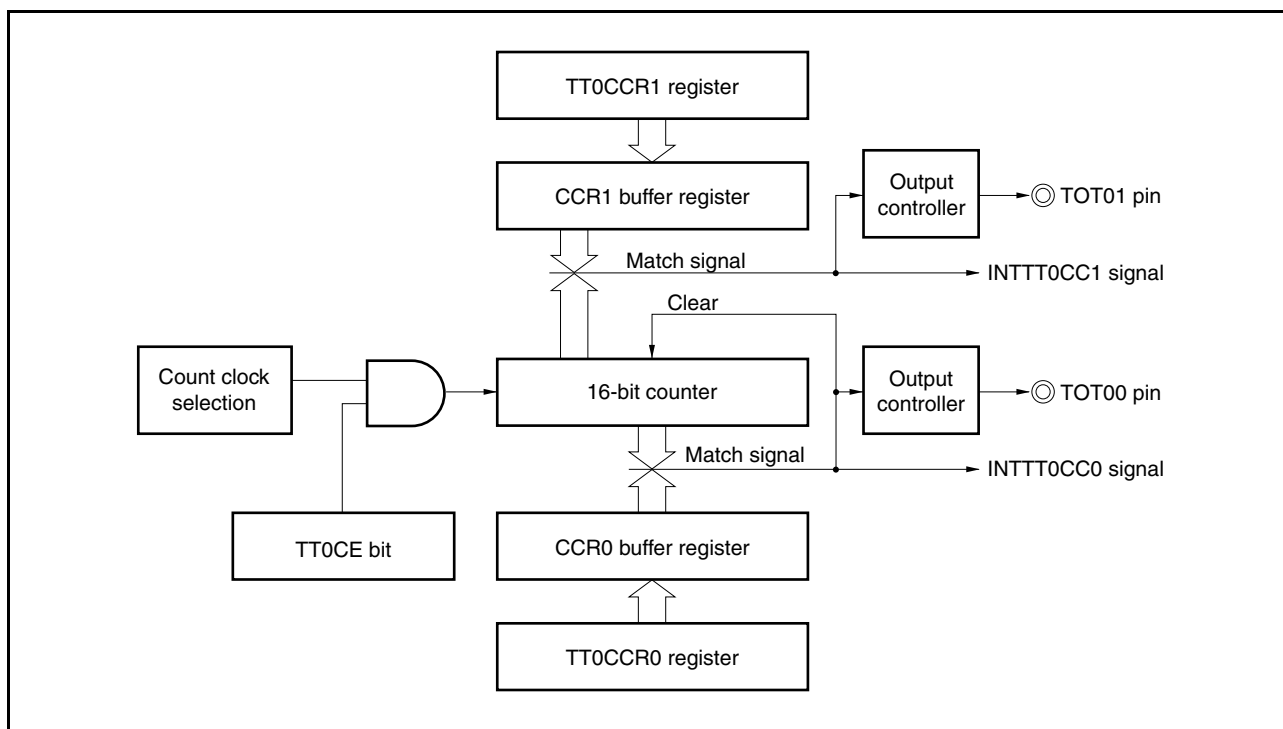 TT0CCR1 register
CCR1 buffer register
Output
controller
TOT01 pin
Match signal
INTTT0CC1 signal
Clear
Count clock
selection
16-bit counter
Output
controller
TOT00 pin
Match signal
INTTT0CC0 signal
TT0CE bit
CCR0 buffer register
TT0CCR0 register